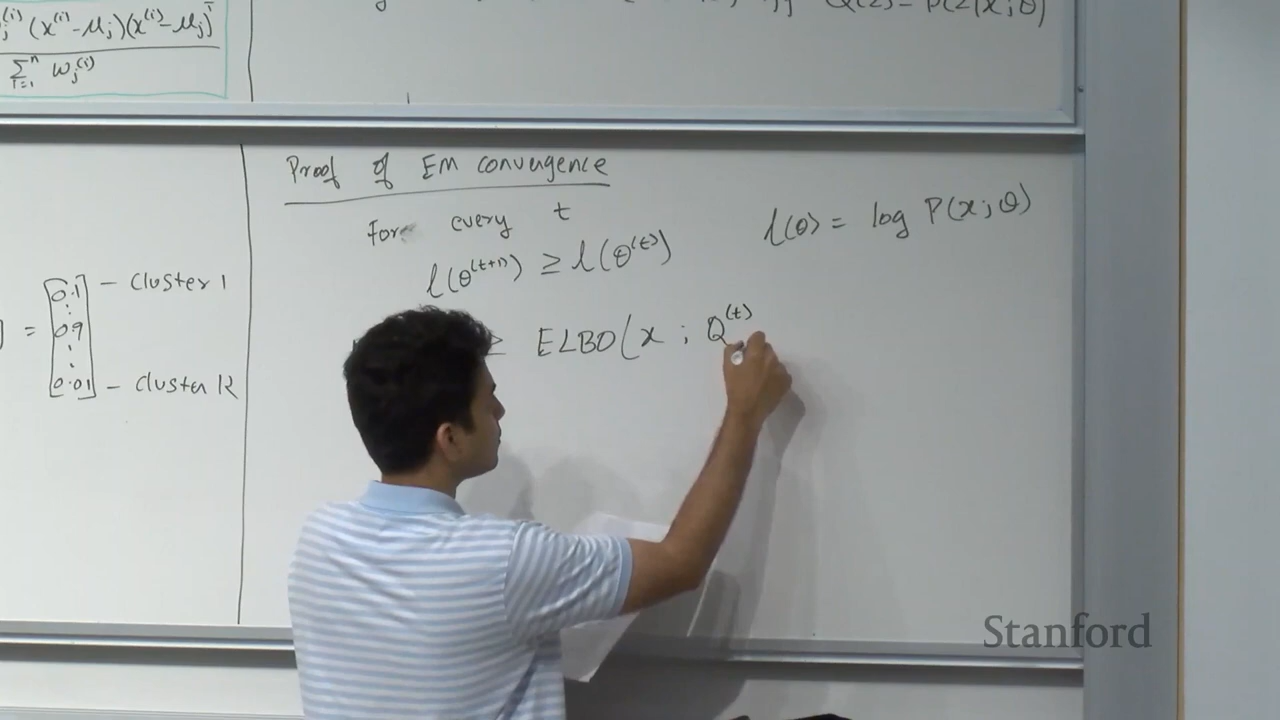 (x⁽ⁱ⁾-μⱼ)(x⁽ⁱ⁾-μⱼ)ᵀ
∑ⁿᵢ₌₁ wⱼ⁽ⁱ⁾
Q(z) = P(z|x;θ)
Proof of EM convergence
For every t
l(θ⁽ᵗ⁺¹⁾) ≥ l(θ⁽ᵗ⁾)
l(θ) = log P(x;θ)
≥ ELBO(x ; Q⁽ᵗ⁾
= [0.1 - Cluster 1
⋮
0.9
⋮
0.01] - Cluster K
Stanford